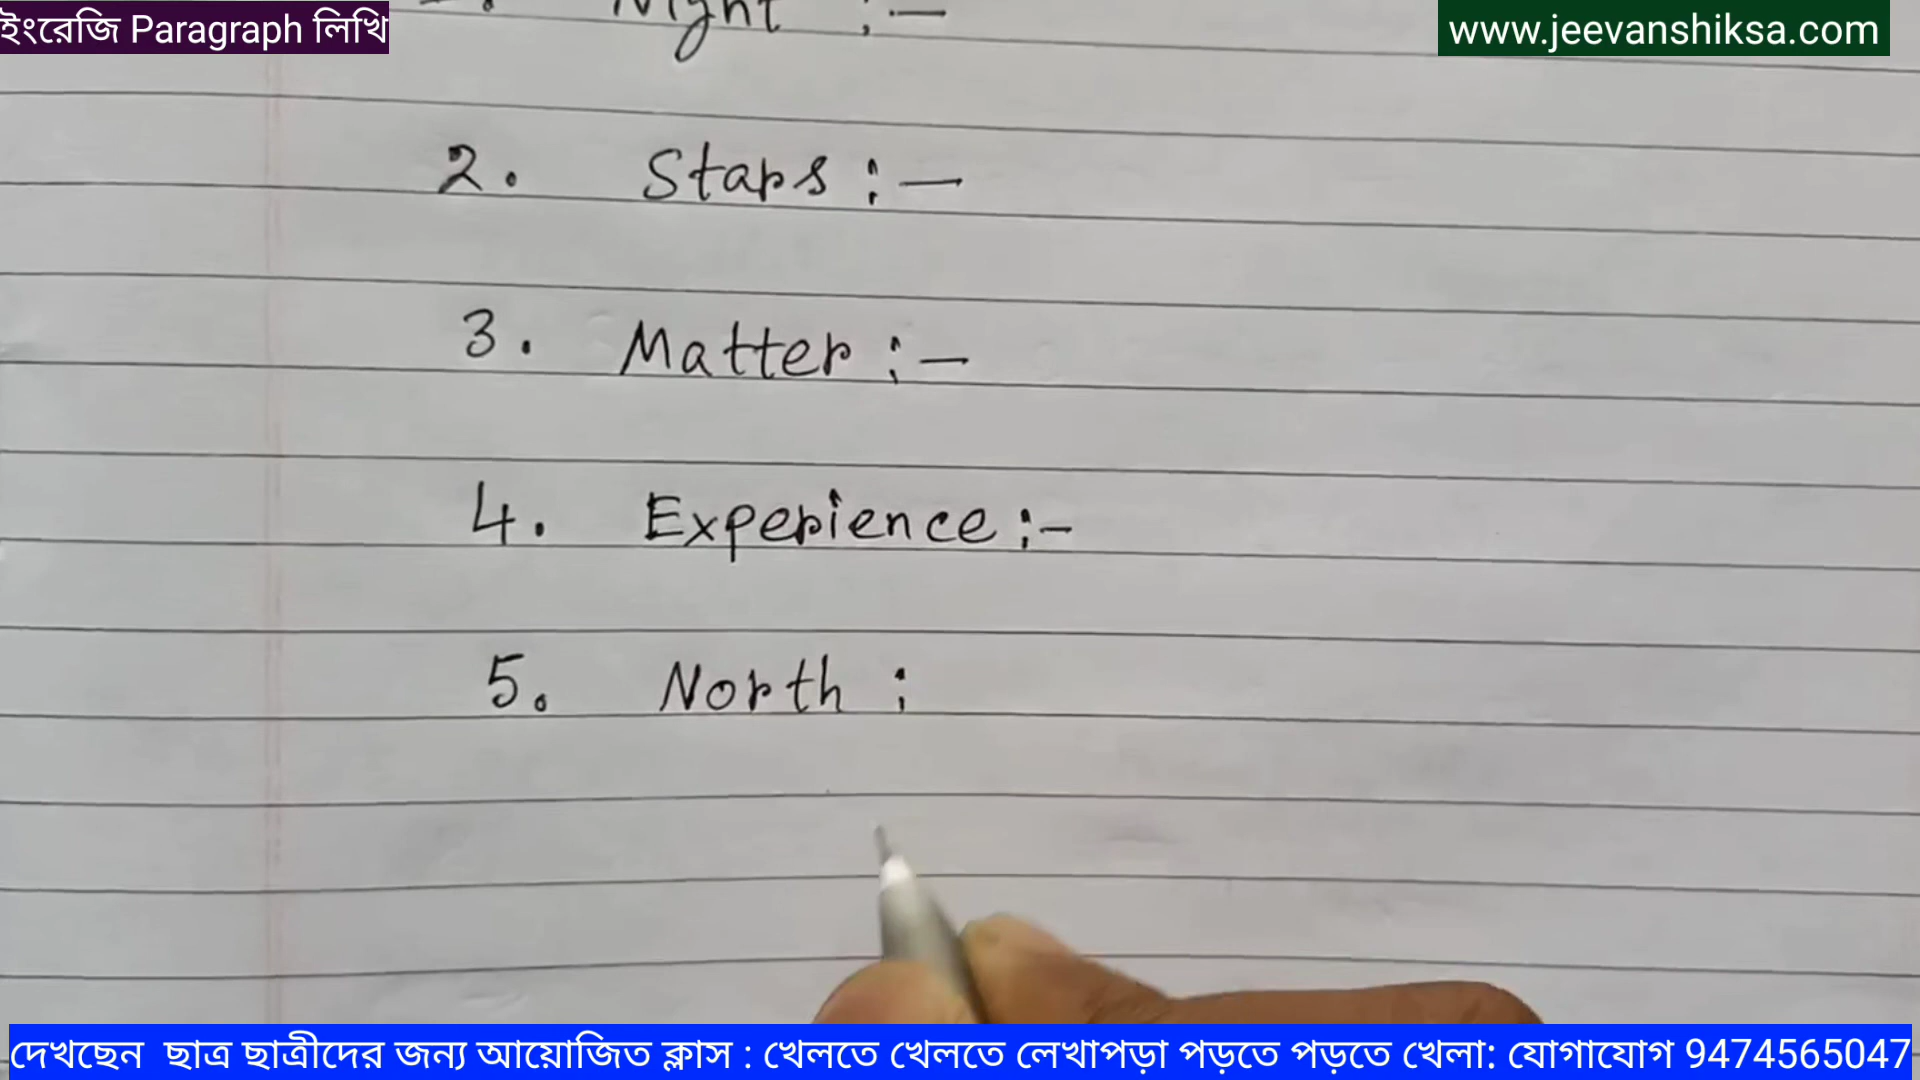 ইংরেজি Paragraph লিখি
www.jeevanshiksa.com
Night :-
2. Stars :-
3. Matter :-
4. Experience :-
5. North :
দেখছেন ছাত্র ছাত্রীদের জন্য আয়োজিত ক্লাস : খেলতে খেলতে লেখাপড়া পড়তে পড়তে খেলা: যোগাযোগ 9474565047